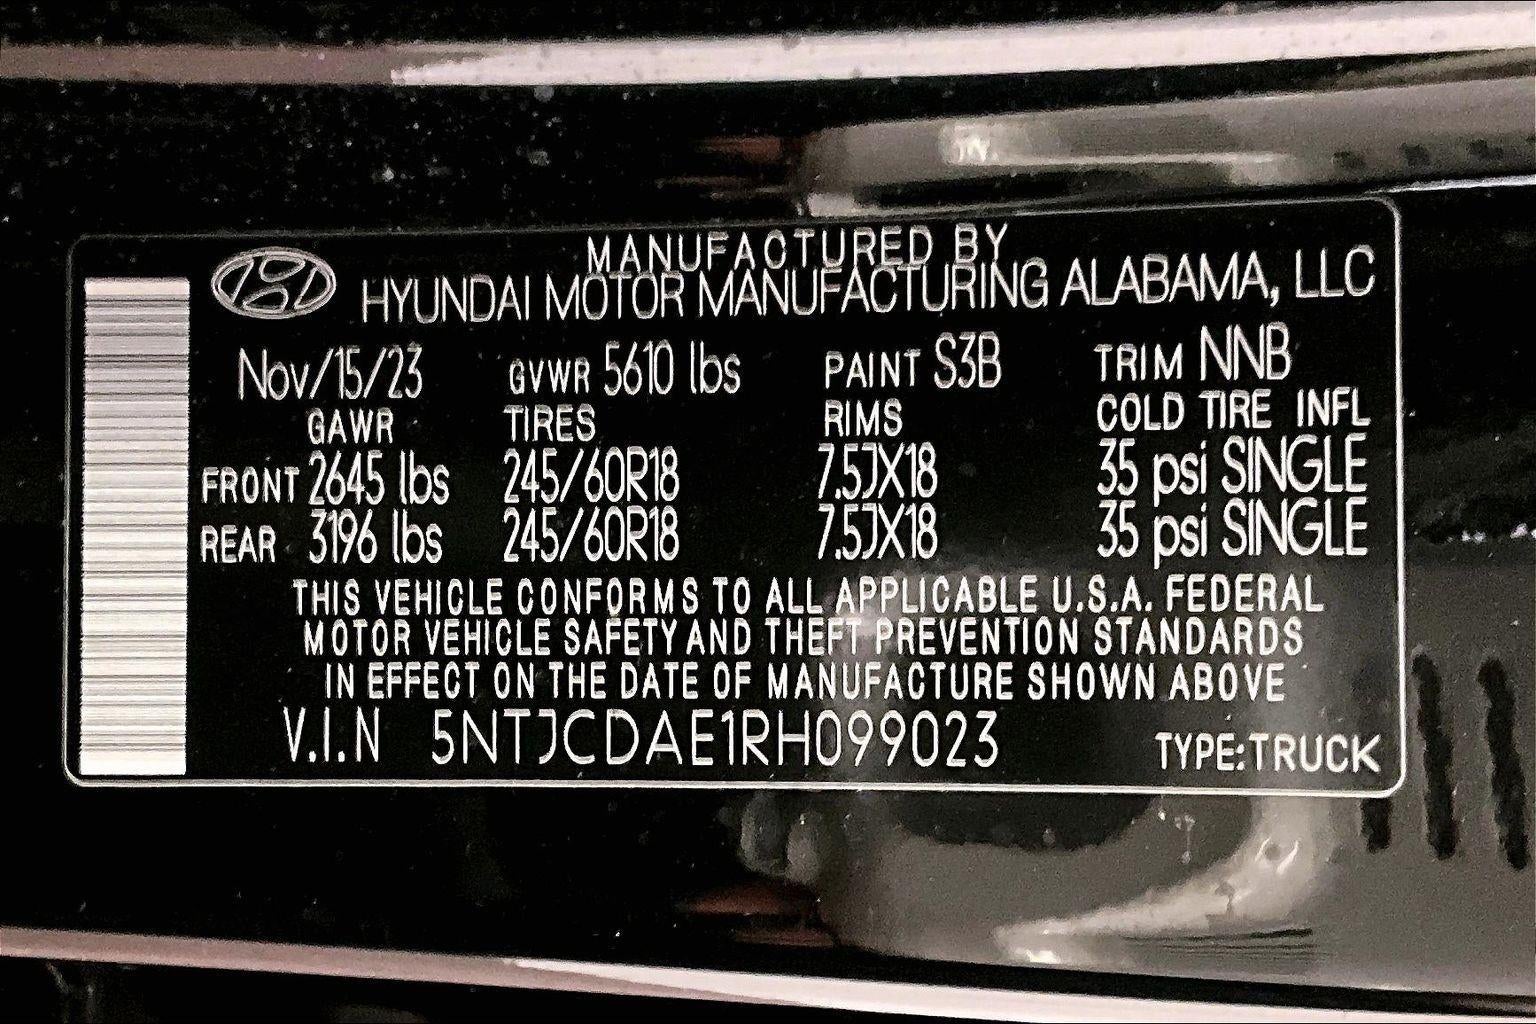 MANUFACTURED BY
HYUNDAI MOTOR MANUFACTURING ALABAMA, LLC
Nov/15/23 GVWR 5610 lbs PAINT S3B TRIM NNB
GAWR TIRES RIMS COLD TIRE INFL
FRONT 2645 lbs 245/60R18 7.5JX18 35 psi SINGLE
REAR 3196 lbs 245/60R18 7.5JX18 35 psi SINGLE
THIS VEHICLE CONFORMS TO ALL APPLICABLE U.S.A. FEDERAL
MOTOR VEHICLE SAFETY AND THEFT PREVENTION STANDARDS
IN EFFECT ON THE DATE OF MANUFACTURE SHOWN ABOVE
V.I.N 5NTJCDAE1RH099023 TYPE:TRUCK